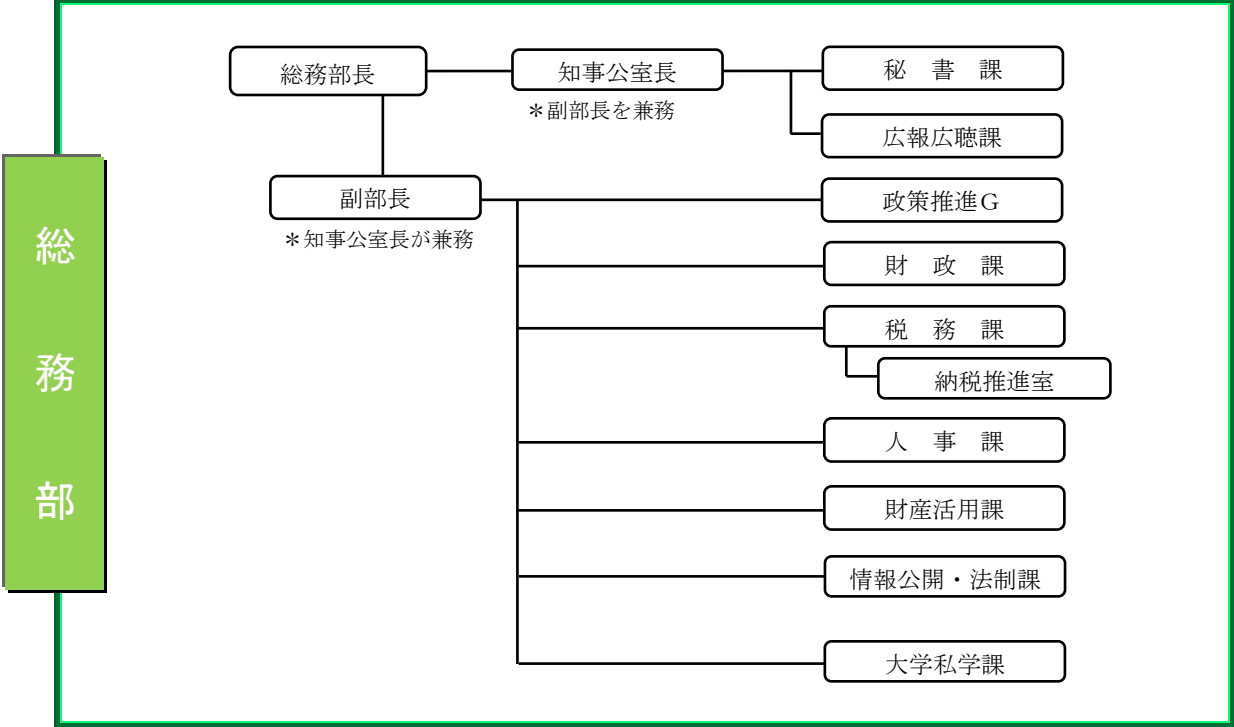 総務部
総務部長
知事公室長
＊副部長を兼務
秘　書　課
広報広聴課
副部長
＊知事公室長が兼務
政策推進Ｇ
財　政　課
税　務　課
納税推進室
人　事　課
財産活用課
情報公開・法制課
大学私学課